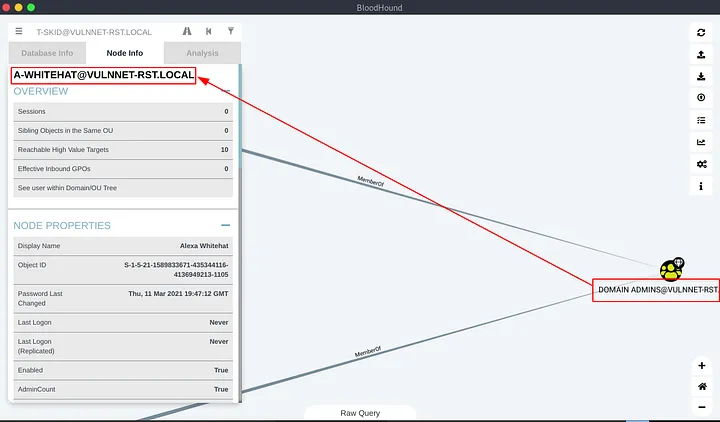 BloodHound
T-SKID@VULNNET-RST.LOCAL
Database Info
Node Info
Analysis
A-WHITEHAT@VULNNET-RST.LOCAL
OVERVIEW
Sessions 0
Sibling Objects in the Same OU 0
Reachable High Value Targets 10
Effective Inbound GPOs 0
See user within Domain/OU Tree
NODE PROPERTIES
Display Name Alexa Whitehat
Object ID S-1-5-21-1589833671-435344116-
4136949213-1105
Password Last Thu, 11 Mar 2021 19:47:12 GMT
Changed
Last Logon Never
Last Logon Never
(Replicated)
Enabled True
AdminCount True
MemberOf
DOMAIN ADMINS@VULNNET-RST.
MemberOf
Raw Query